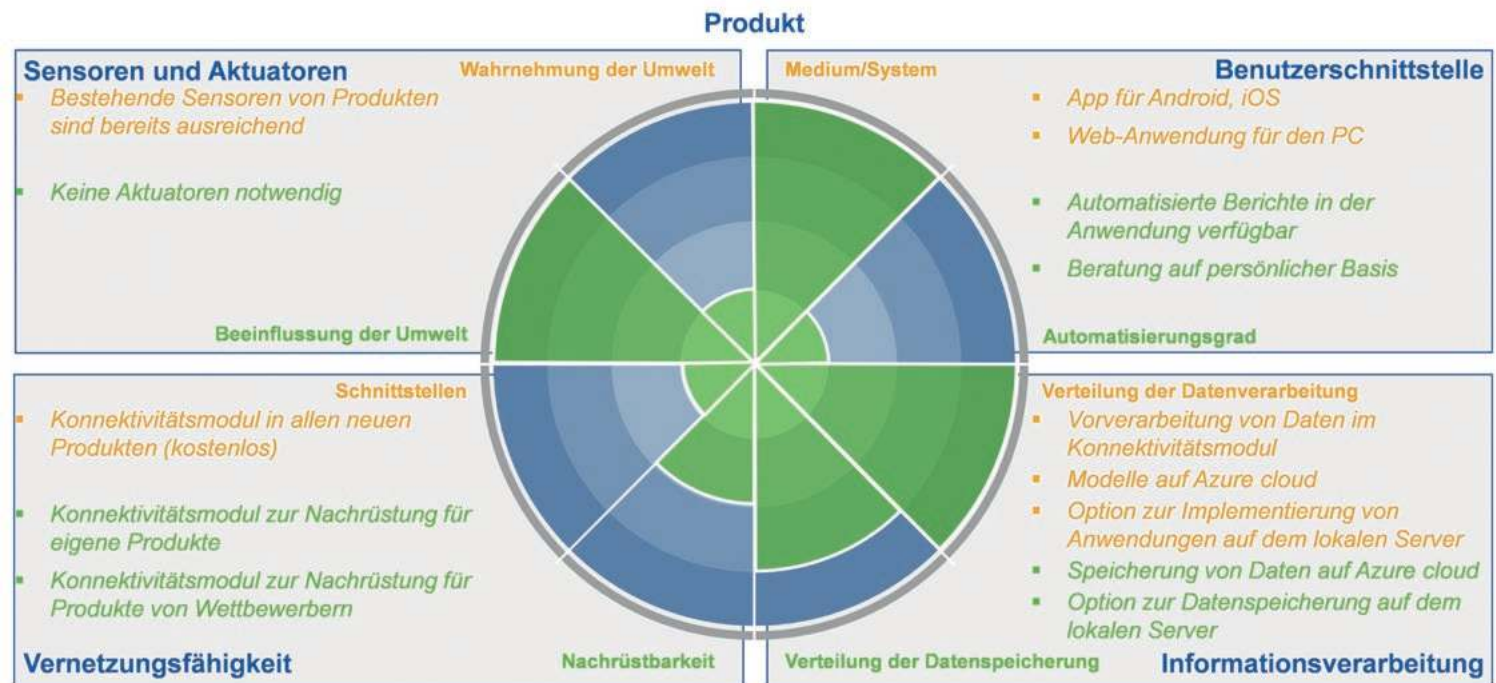 Produkt
Sensoren und Aktuatoren
Wahrnehmung der Umwelt
Bestehende Sensoren von Produkten
sind bereits ausreichend
Keine Aktuatoren notwendig
Beeinflussung der Umwelt
Medium/System
Benutzerschnittstelle
App für Android, iOS
Web-Anwendung für den PC
Automatisierte Berichte in der
Anwendung verfügbar
Beratung auf persönlicher Basis
Automatisierungsgrad
Schnittstellen
Konnektivitätsmodul in allen neuen
Produkten (kostenlos)
Konnektivitätsmodul zur Nachrüstung für
eigene Produkte
Konnektivitätsmodul zur Nachrüstung für
Produkte von Wettbewerbern
Vernetzungsfähigkeit
Nachrüstbarkeit
Verteilung der Datenverarbeitung
Vorverarbeitung von Daten im
Konnektivitätsmodul
Modelle auf Azure cloud
Option zur Implementierung von
Anwendungen auf dem lokalen Server
Speicherung von Daten auf Azure cloud
Option zur Datenspeicherung auf dem
lokalen Server
Verteilung der Datenspeicherung
Informationsverarbeitung